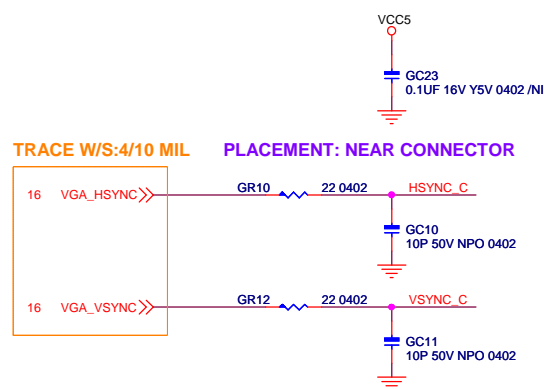 VCC5
GC23
0.1UF 16V Y5V 0402 /NI
TRACE W/S:4/10 MIL PLACEMENT: NEAR CONNECTOR
16 VGA_HSYNC GR10 22 0402 HSYNC_C
GC10
10P 50V NPO 0402
16 VGA_VSYNC GR12 22 0402 VSYNC_C
GC11
10P 50V NPO 0402